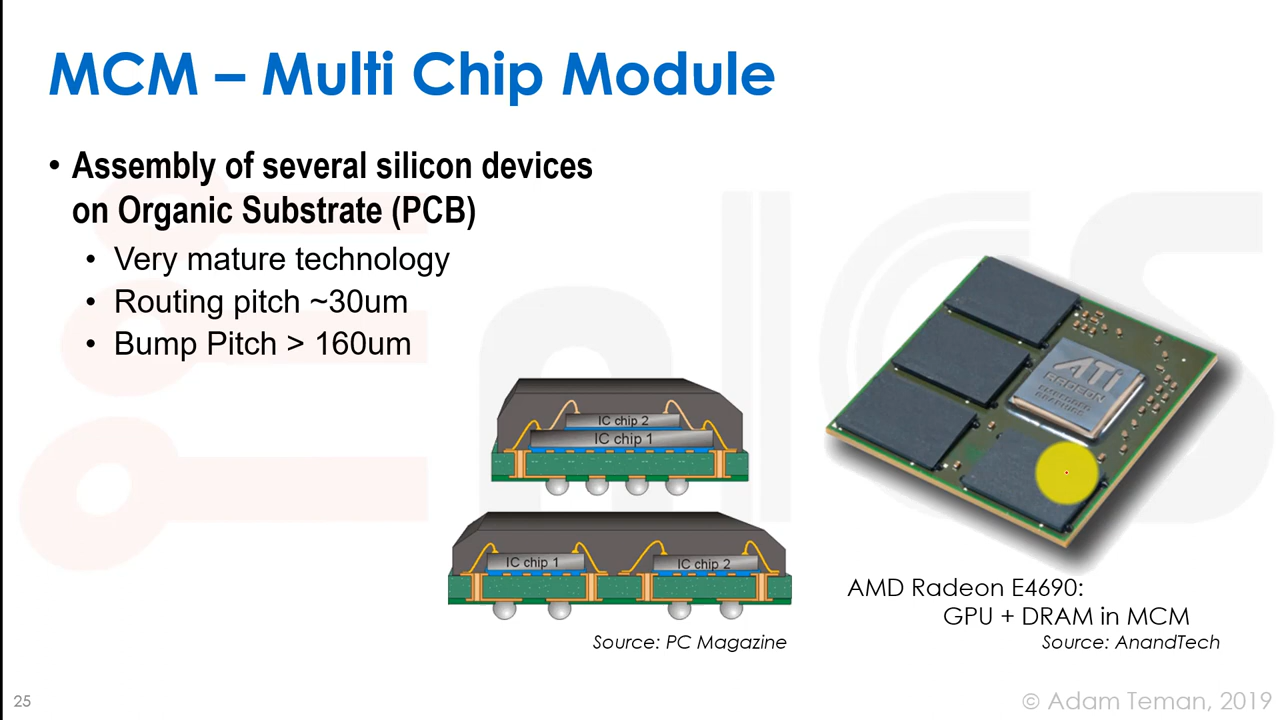 MCM – Multi Chip Module
• Assembly of several silicon devices
on Organic Substrate (PCB)
• Very mature technology
• Routing pitch ~30um
• Bump Pitch > 160um
IC chip 2
IC chip 1
IC chip 1
IC chip 2
Source: PC Magazine
ATI
RADEON
EMBEDDED
GRAPHICS
AMD Radeon E4690:
GPU + DRAM in MCM
Source: AnandTech
25
© Adam Teman, 2019